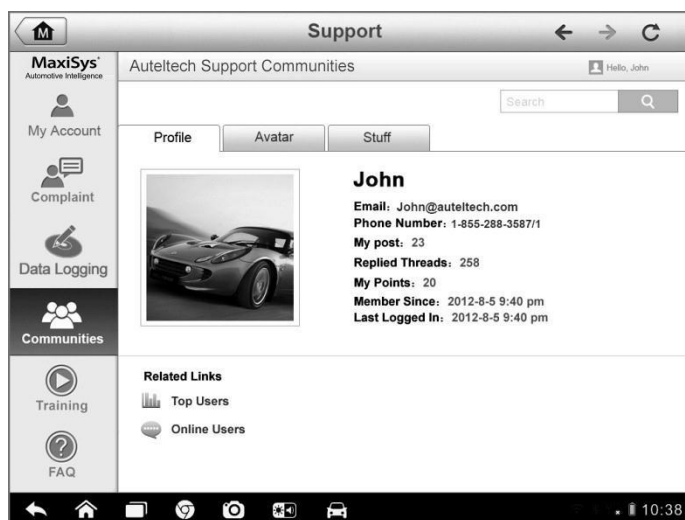 M
Support
MaxiSys
Automotive Intelligence
Auteltech Support Communities
Hello, John
Search
My Account
Profile
Avatar
Stuff
Complaint
Data Logging
Communities
Training
FAQ
John
Email: John@auteltech.com
Phone Number: 1-855-288-3587/1
My post: 23
Replied Threads: 258
My Points: 20
Member Since: 2012-8-5 9:40 pm
Last Logged In: 2012-8-5 9:40 pm
Related Links
Top Users
Online Users
10:38